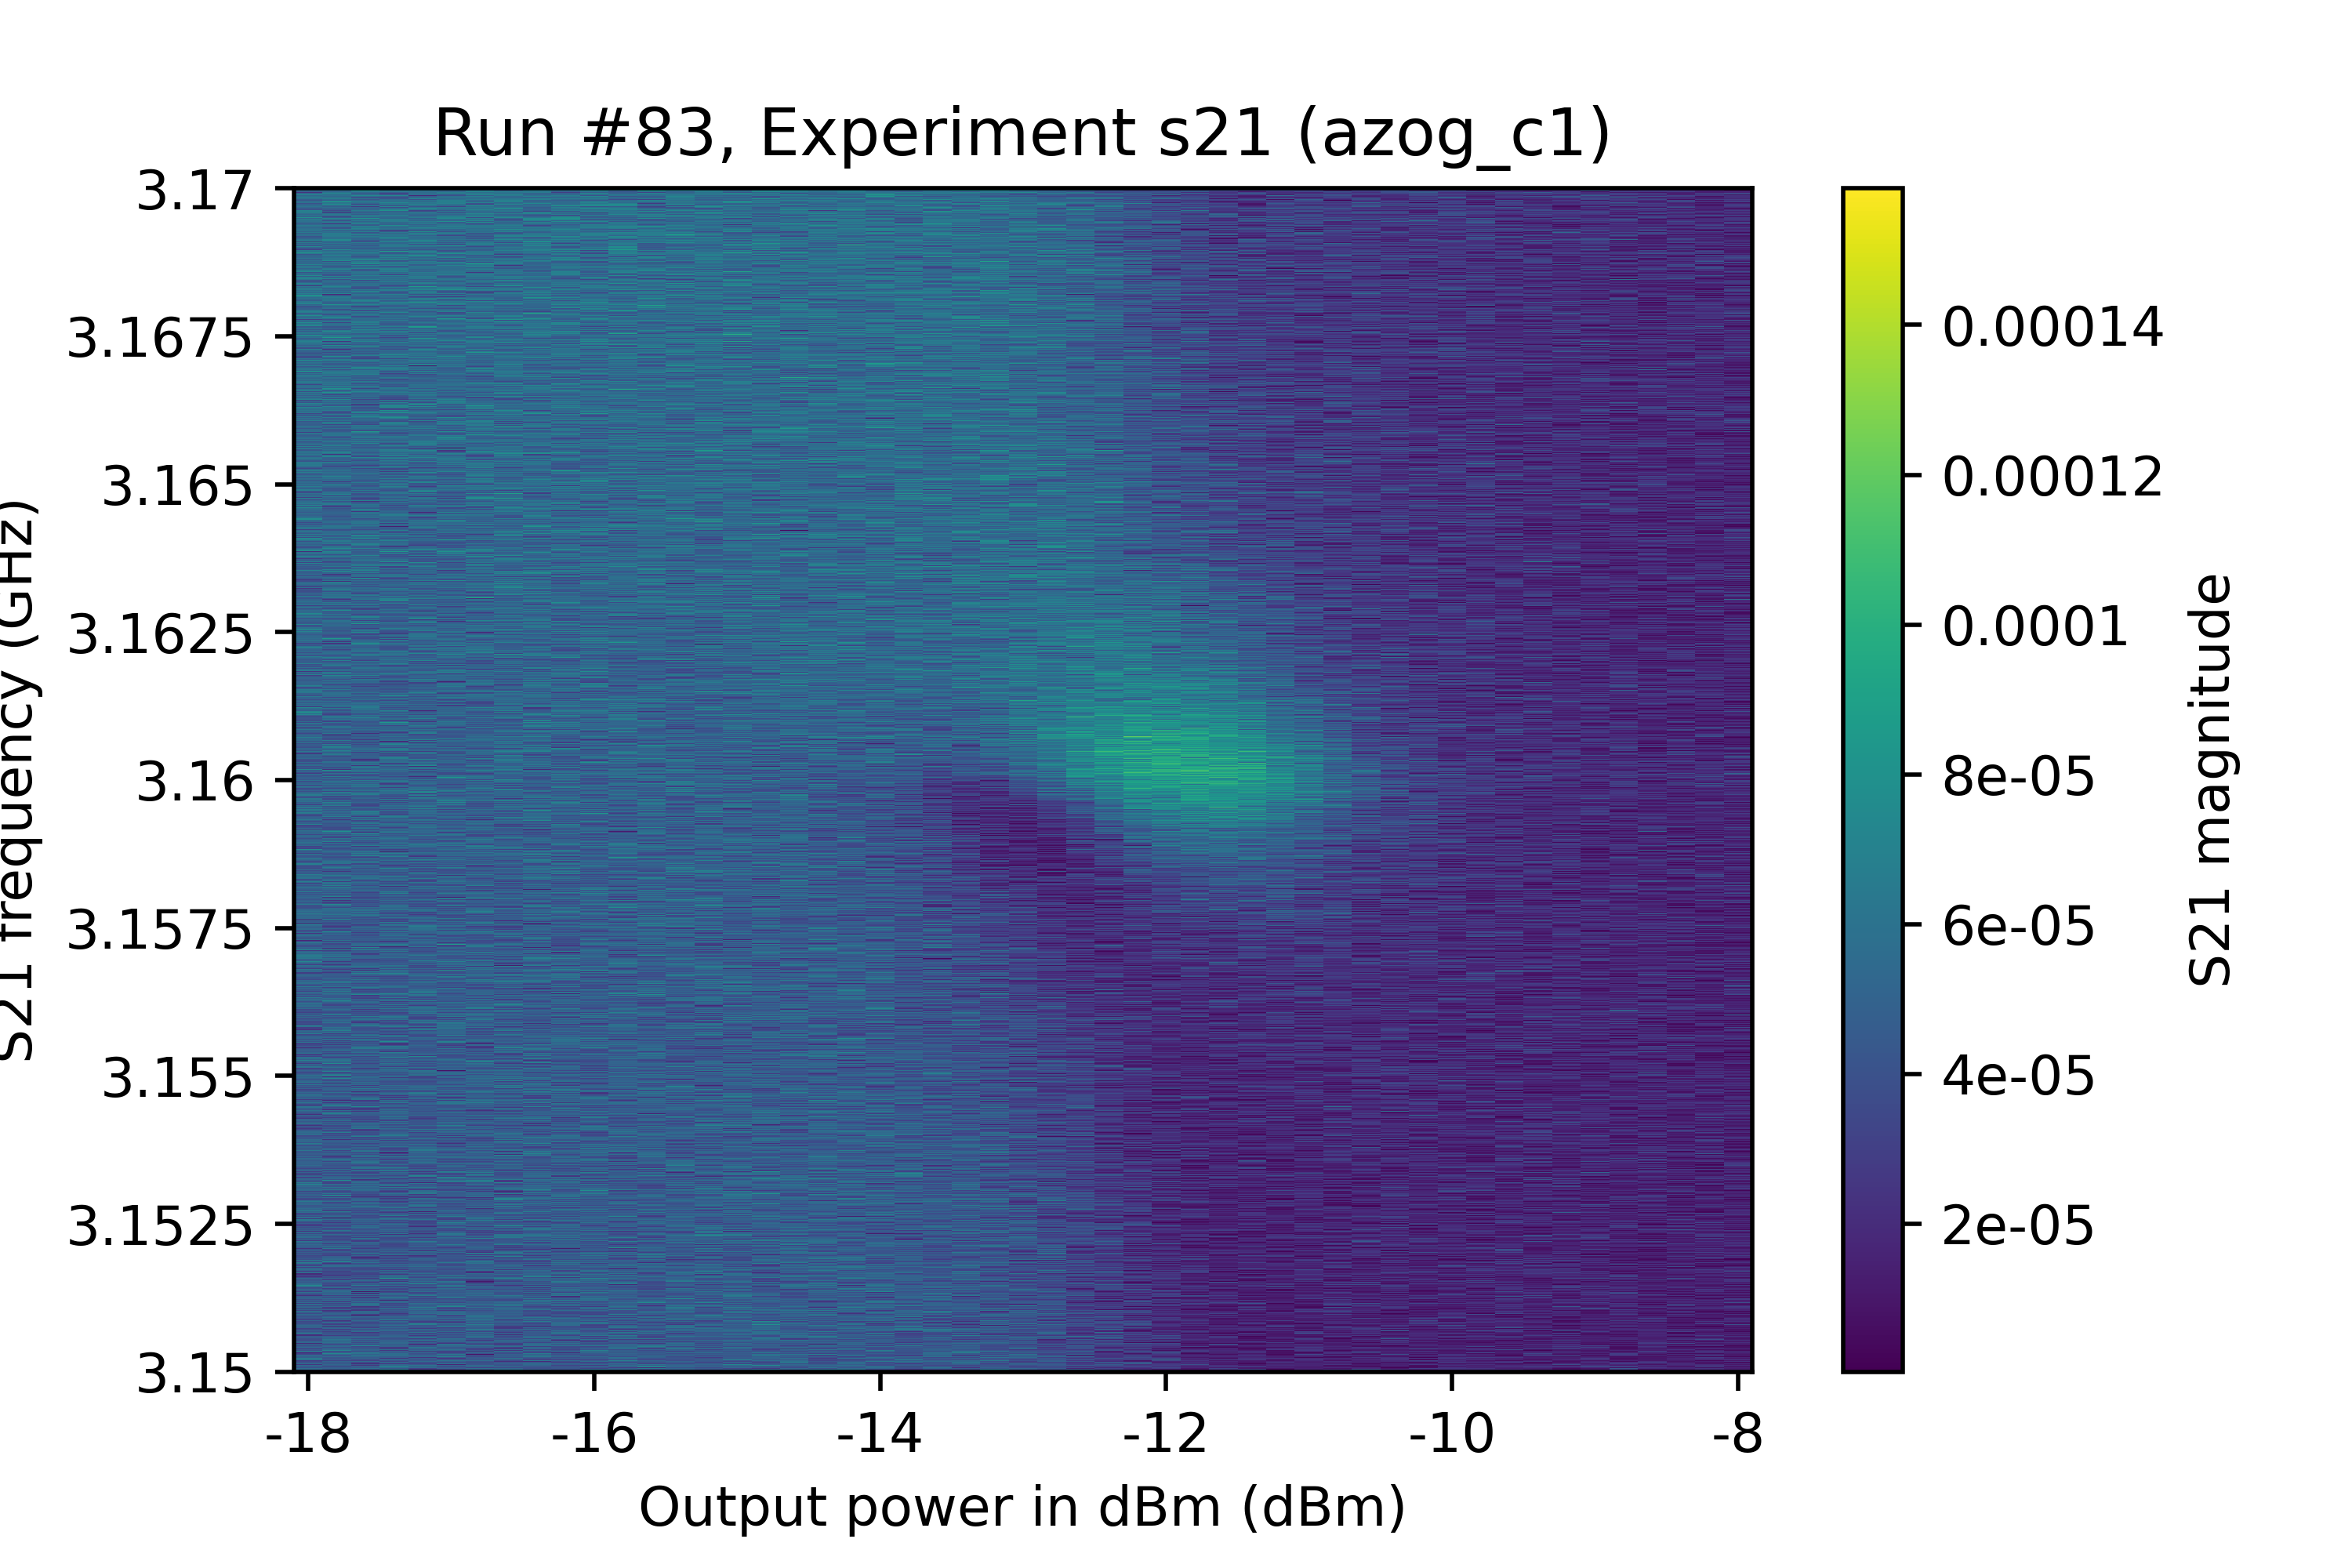 Run #83, Experiment s21 (azog_c1)
3.17
3.1675
3.165
3.1625
3.16
3.1575
3.155
3.1525
3.15
S21 frequency (GHz)
-18
-16
-14
-12
-10
-8
Output power in dBm (dBm)
0.00014
0.00012
0.0001
8e-05
6e-05
4e-05
2e-05
S21 magnitude